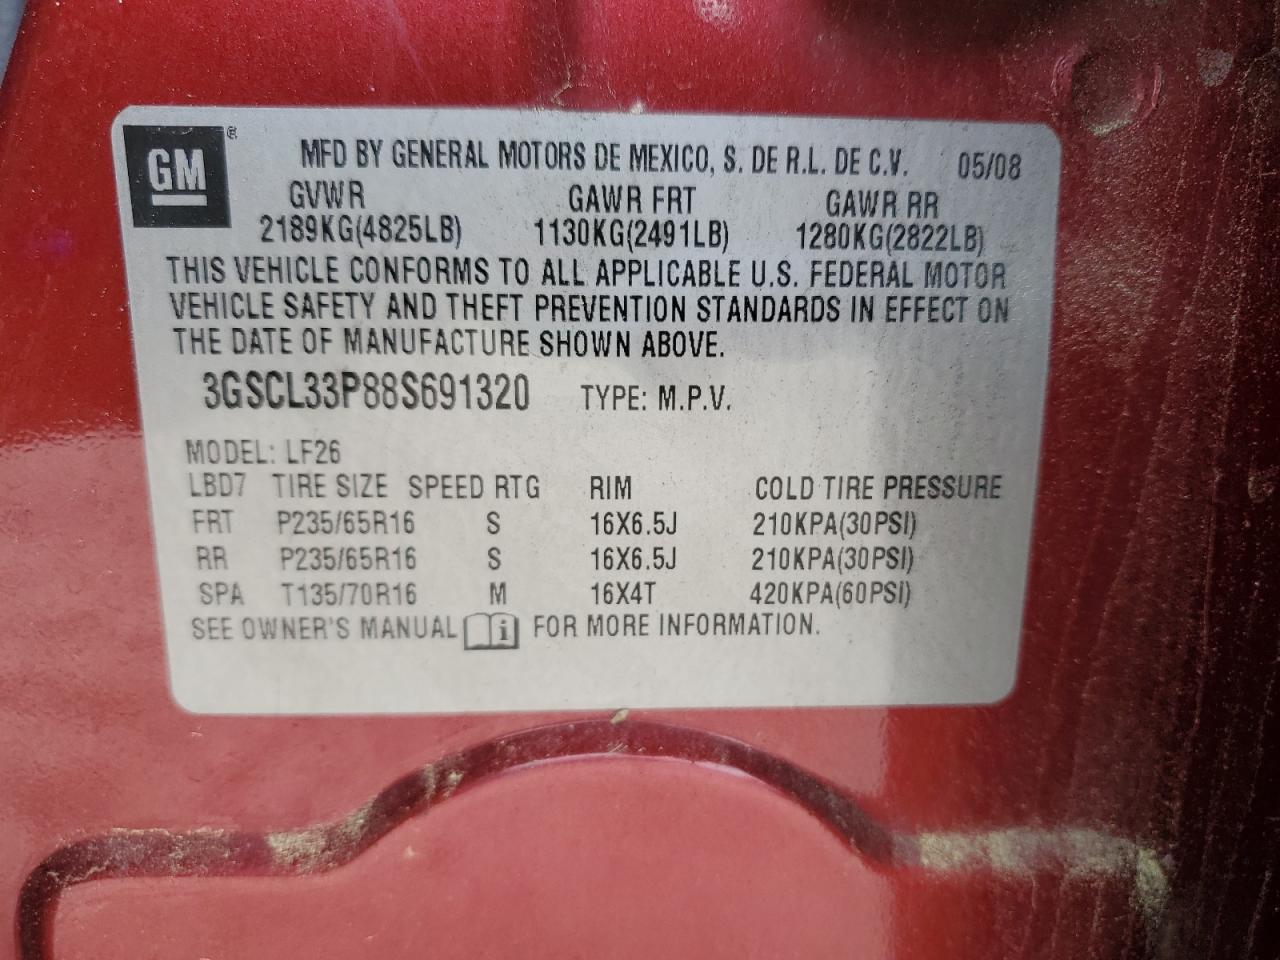 GM®
MFD BY GENERAL MOTORS DE MEXICO, S. DE R.L. DE C.V. 05/08
GVWR GAWR FRT GAWR RR
2189KG(4825LB) 1130KG(2491LB) 1280KG(2822LB)
THIS VEHICLE CONFORMS TO ALL APPLICABLE U.S. FEDERAL MOTOR
VEHICLE SAFETY AND THEFT PREVENTION STANDARDS IN EFFECT ON
THE DATE OF MANUFACTURE SHOWN ABOVE.
3GSCL33P88S691320 TYPE: M.P.V.
MODEL: LF26
LBD7 TIRE SIZE SPEED RTG RIM COLD TIRE PRESSURE
FRT P235/65R16 S 16X6.5J 210KPA(30PSI)
RR P235/65R16 S 16X6.5J 210KPA(30PSI)
SPA T135/70R16 M 16X4T 420KPA(60PSI)
SEE OWNER'S MANUAL i FOR MORE INFORMATION.